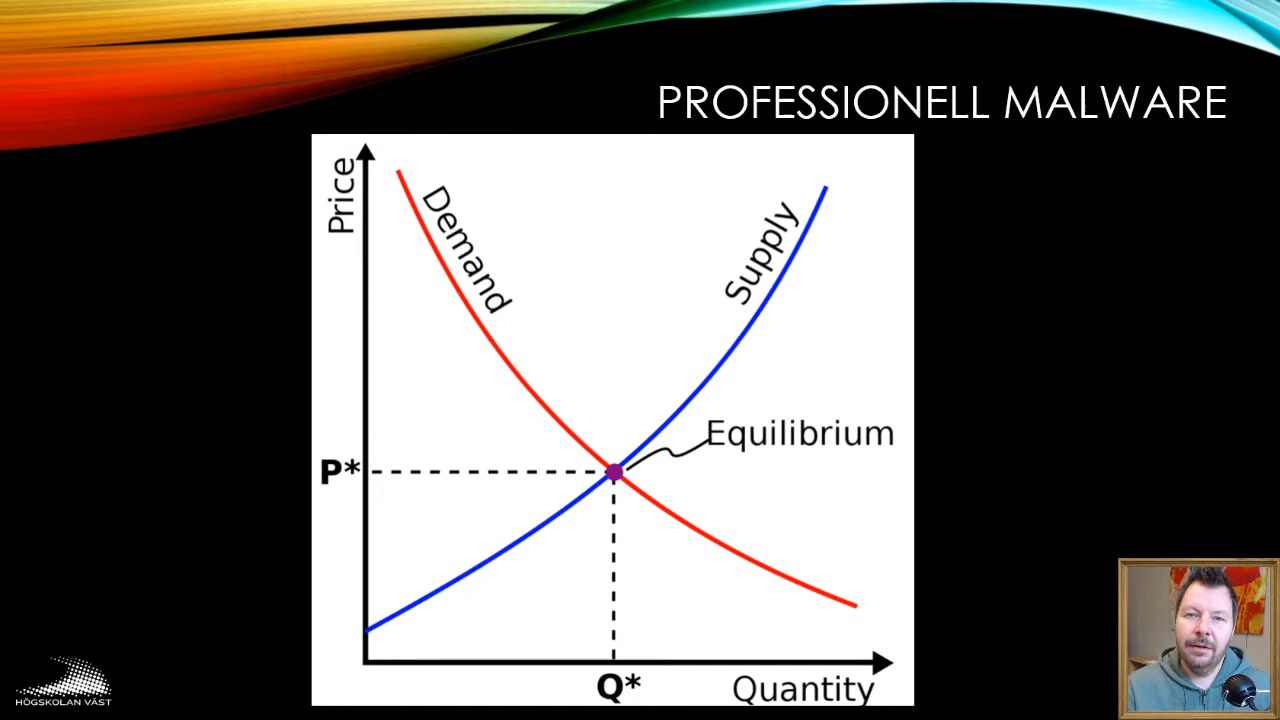 PROFESSIONELL MALWARE
Price
Demand
Supply
Equilibrium
P*
Q*
Quantity
HÖGSKOLAN VÄST